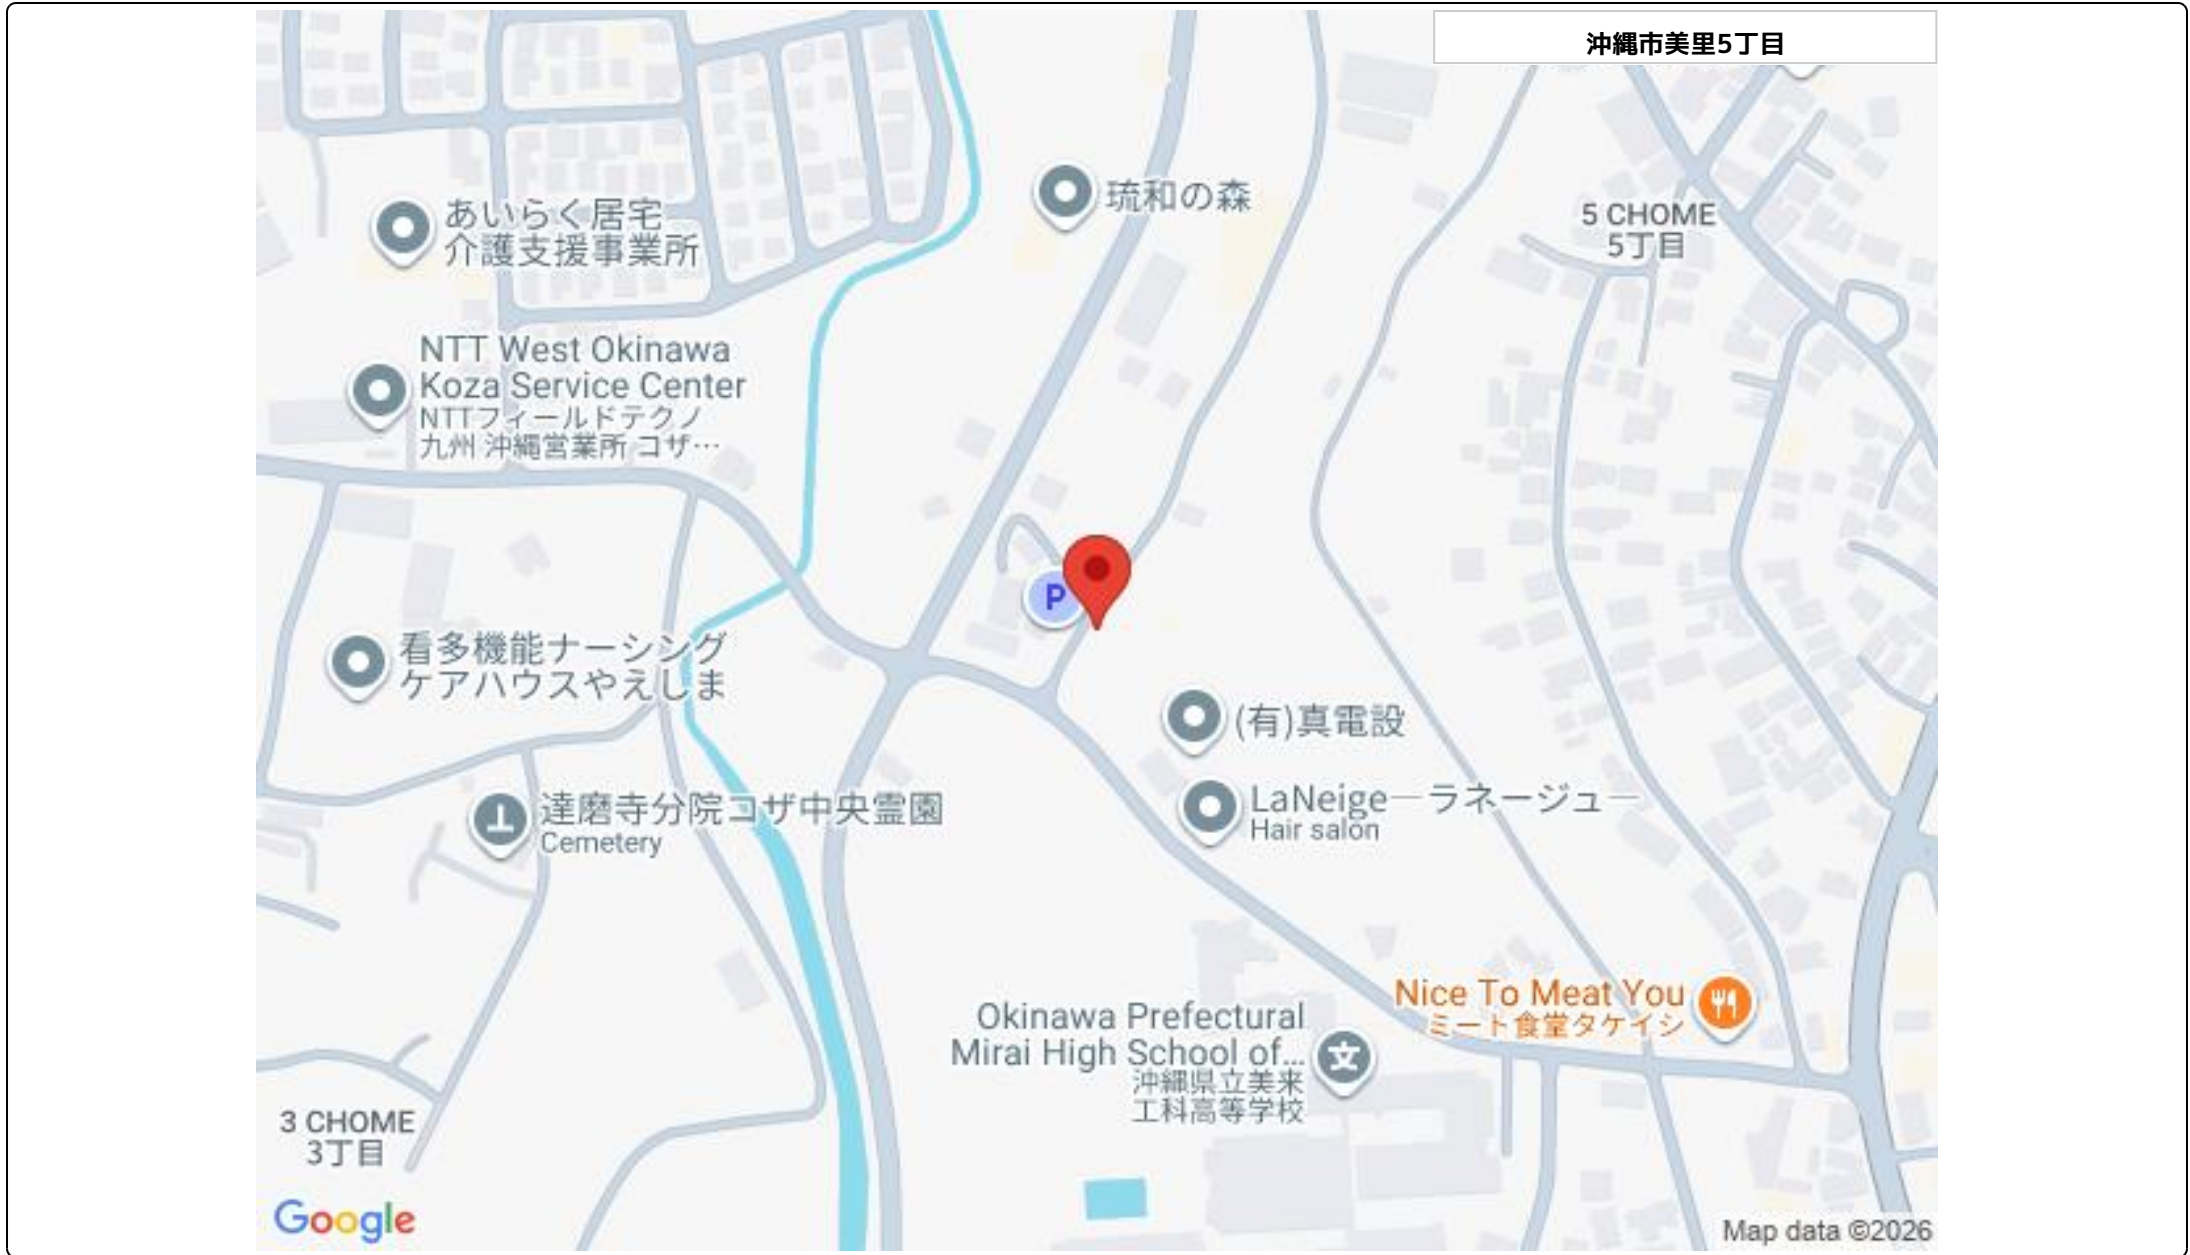 沖縄市美里5丁目
琉和の森
あいらく居宅
介護支援事業所
5 CHOME
5丁目
NTT West Okinawa
Koza Service Center
NTTフィールドテクノ
九州 沖縄営業所 コザ…
P
看多機能ナーシング
ケアハウスやえしま
(有)真電設
LaNeige―ラネージュ―
Hair salon
達磨寺分院コザ中央霊園
Cemetery
Nice To Meat You
ミート食堂タケイシ
Okinawa Prefectural
Mirai High School of...
沖縄県立美来
工科高等学校
文
3 CHOME
3丁目
Google
Map data ©2026